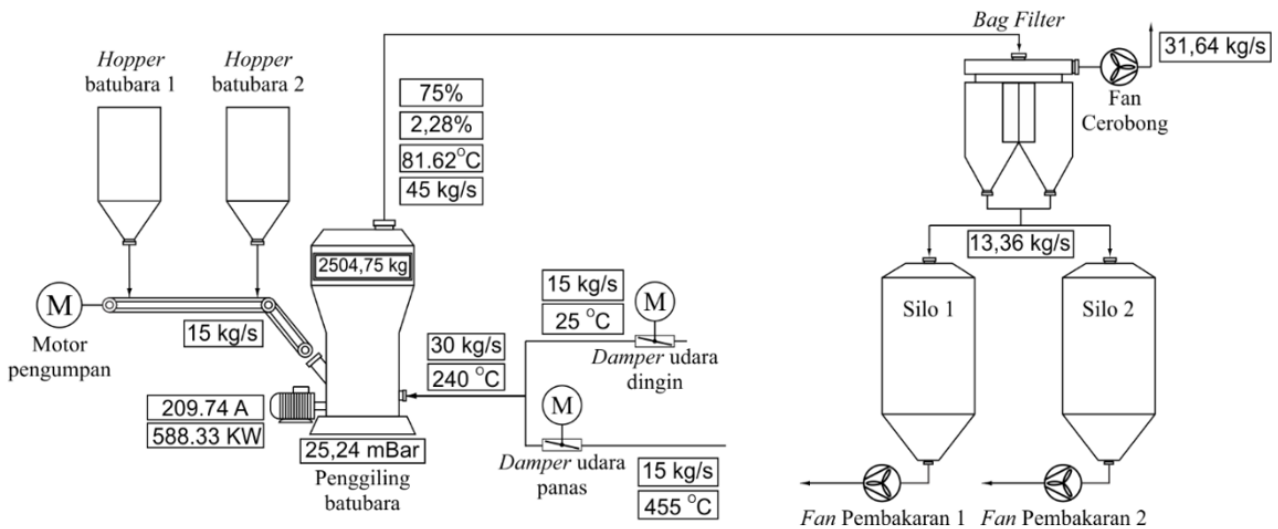 Bag Filter
31,64 kg/s
Fan
Cerobong
Hopper
batubara 1
Hopper
batubara 2
75%
2,28%
81.62°C
45 kg/s
2504,75 kg
M
Motor
pengumpan
15 kg/s
209.74 A
588.33 KW
25,24 mBar
Penggiling
batubara
30 kg/s
240 °C
15 kg/s
25 °C
M
Damper udara
dingin
M
Damper udara
panas
15 kg/s
455 °C
13,36 kg/s
Silo 1
Silo 2
Fan Pembakaran 1
Fan Pembakaran 2